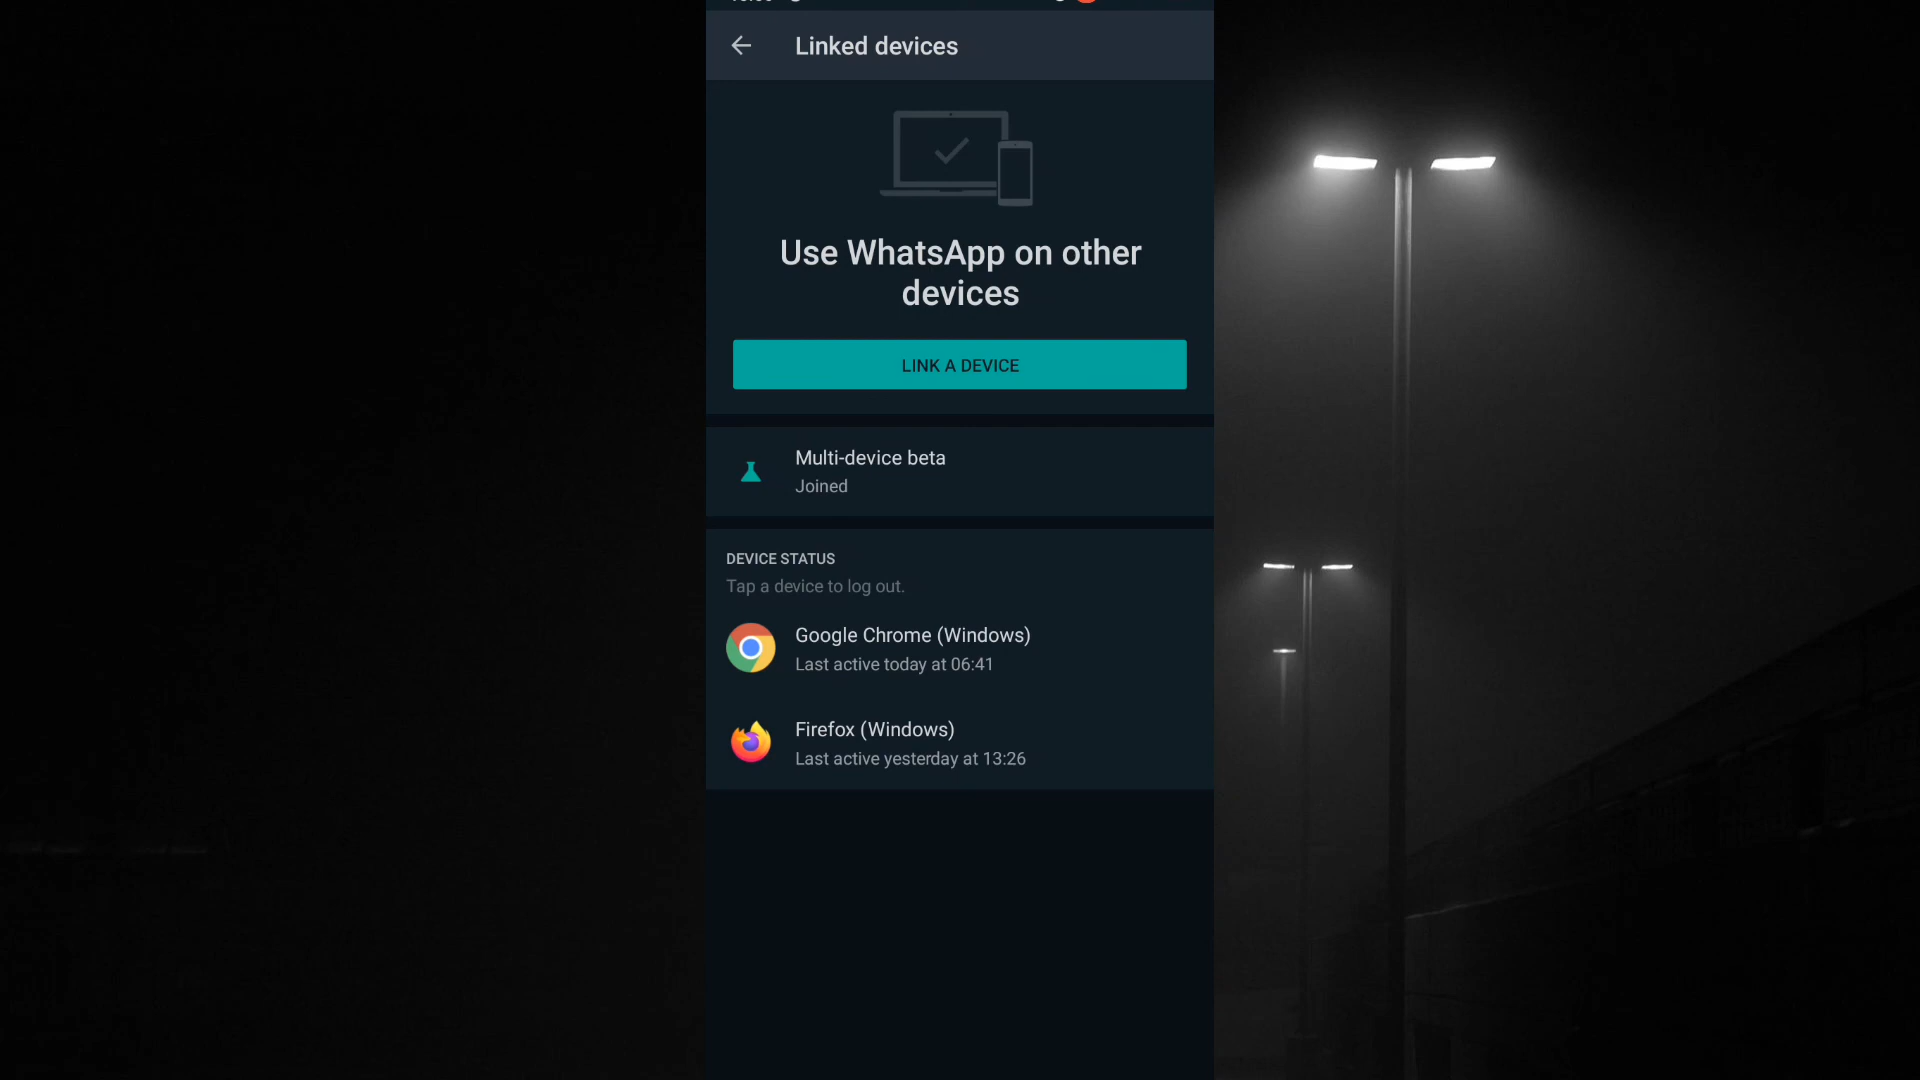 Linked devices
Use WhatsApp on other
devices
LINK A DEVICE
Multi-device beta
Joined
DEVICE STATUS
Tap a device to log out.
Google Chrome (Windows)
Last active today at 06:41
Firefox (Windows)
Last active yesterday at 13:26